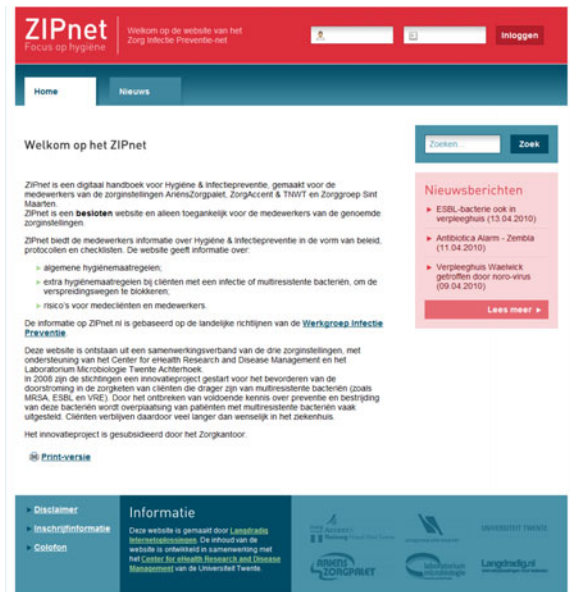 ZIPnet
Focus op hygiëne
Welkom op de website van het
Zorg Infectie Preventie-net
Inloggen
Home
Nieuws
Welkom op het ZIPnet
ZIPnet is een digitaal handboek voor Hygiëne & Infectiepreventie, gemaakt voor de
medewerkers van de zorginstellingen AriënsZorgpalet, ZorgAccent & TNWT en Zorggroep Sint
Maarten.
ZIPnet is een besloten website en alleen toegankelijk voor de medewerkers van de genoemde
zorginstellingen.
ZIPnet biedt de medewerkers informatie over Hygiëne & Infectiepreventie in de vorm van beleid,
protocollen en checklisten. De website geeft informatie over:
algemene hygiënemaatregelen;
extra hygiënemaatregelen bij cliënten met een infectie of multiresistente bacteriën, om de
verspreidingswegen te blokkeren;
risico's voor medecliënten en medewerkers.
De informatie op ZIPnet.nl is gebaseerd op de landelijke richtlijnen van de Werkgroep Infectie
Preventie.
Deze website is ontstaan uit een samenwerkingsverband van de drie zorginstellingen, met
ondersteuning van het Center for eHealth Research and Disease Management en het
Laboratorium Microbiologie Twente Achterhoek.
In 2008 zijn de stichtingen een innovatieproject gestart voor het bevorderen van de
doorstroming in de zorgketen van cliënten die drager zijn van multiresistente bacteriën (zoals
MRSA, ESBL en VRE). Door het ontbreken van voldoende kennis over preventie en bestrijding
van deze bacteriën wordt overplaatsing van patiënten met multiresistente bacteriën vaak
uitgesteld. Cliënten verblijven daardoor veel langer dan wenselijk in het ziekenhuis.
Het innovatieproject is gesubsidieerd door het Zorgkantoor.
Print-versie
Zoeken...
Zoek
Nieuwsberichten
ESBL-bacterie ook in
verpleeghuis (13.04.2010)
Antibiotica Alarm - Zembla
(11.04.2010)
Verpleeghuis Waelwick
getroffen door noro-virus
(09.04.2010)
Lees meer
Disclaimer
Inschrijfinformatie
Colofon
Informatie
Deze website is gemaakt door Langdradig
Internetoplossingen. De inhoud van de
website is ontwikkeld in samenwerking met
het Center for eHealth Research and Disease
Management van de Universiteit Twente.
Accent
UNIVERSITEIT TWENTE
ARIËNS
ZORGPALET
laboratorium
microbiologie
Langdradig.nl